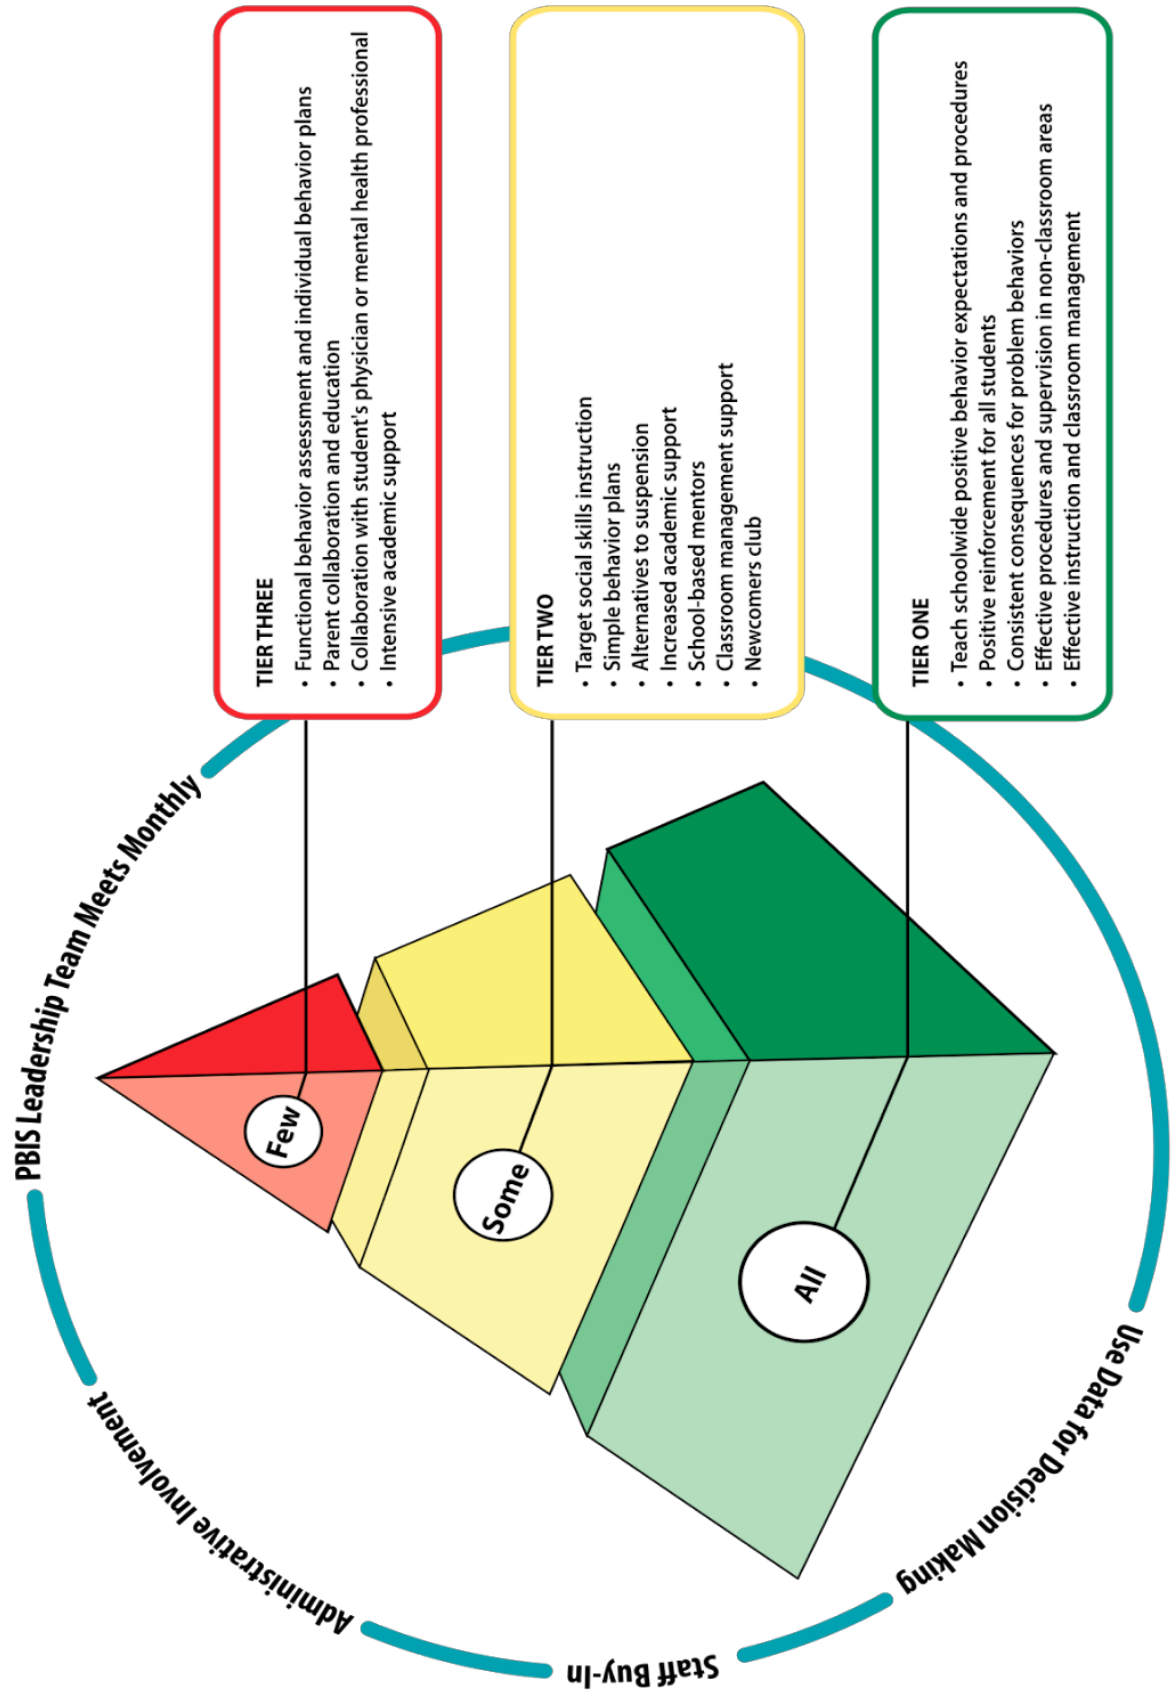 PBIS Leadership Team Meets Monthly
Administrative Involvement
Staff Buy-In
Use Data for Decision Making
Few
Some
All
TIER THREE
• Functional behavior assessment and individual behavior plans
• Parent collaboration and education
• Collaboration with student's physician or mental health professional
• Intensive academic support
TIER TWO
• Target social skills instruction
• Simple behavior plans
• Alternatives to suspension
• Increased academic support
• School-based mentors
• Classroom management support
• Newcomers club
TIER ONE
• Teach schoolwide positive behavior expectations and procedures
• Positive reinforcement for all students
• Consistent consequences for problem behaviors
• Effective procedures and supervision in non-classroom areas
• Effective instruction and classroom management